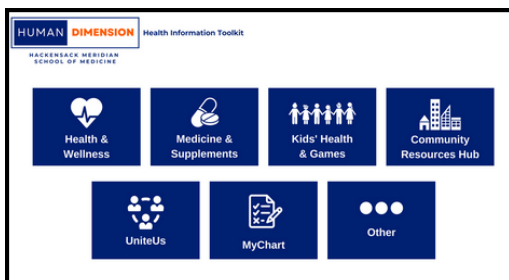 HUMAN DIMENSION Health Information Toolkit
HACKENSACK MERIDIAN
SCHOOL OF MEDICINE
Health &
Wellness
Medicine &
Supplements
Kids' Health
& Games
Community
Resources Hub
UniteUs
MyChart
Other